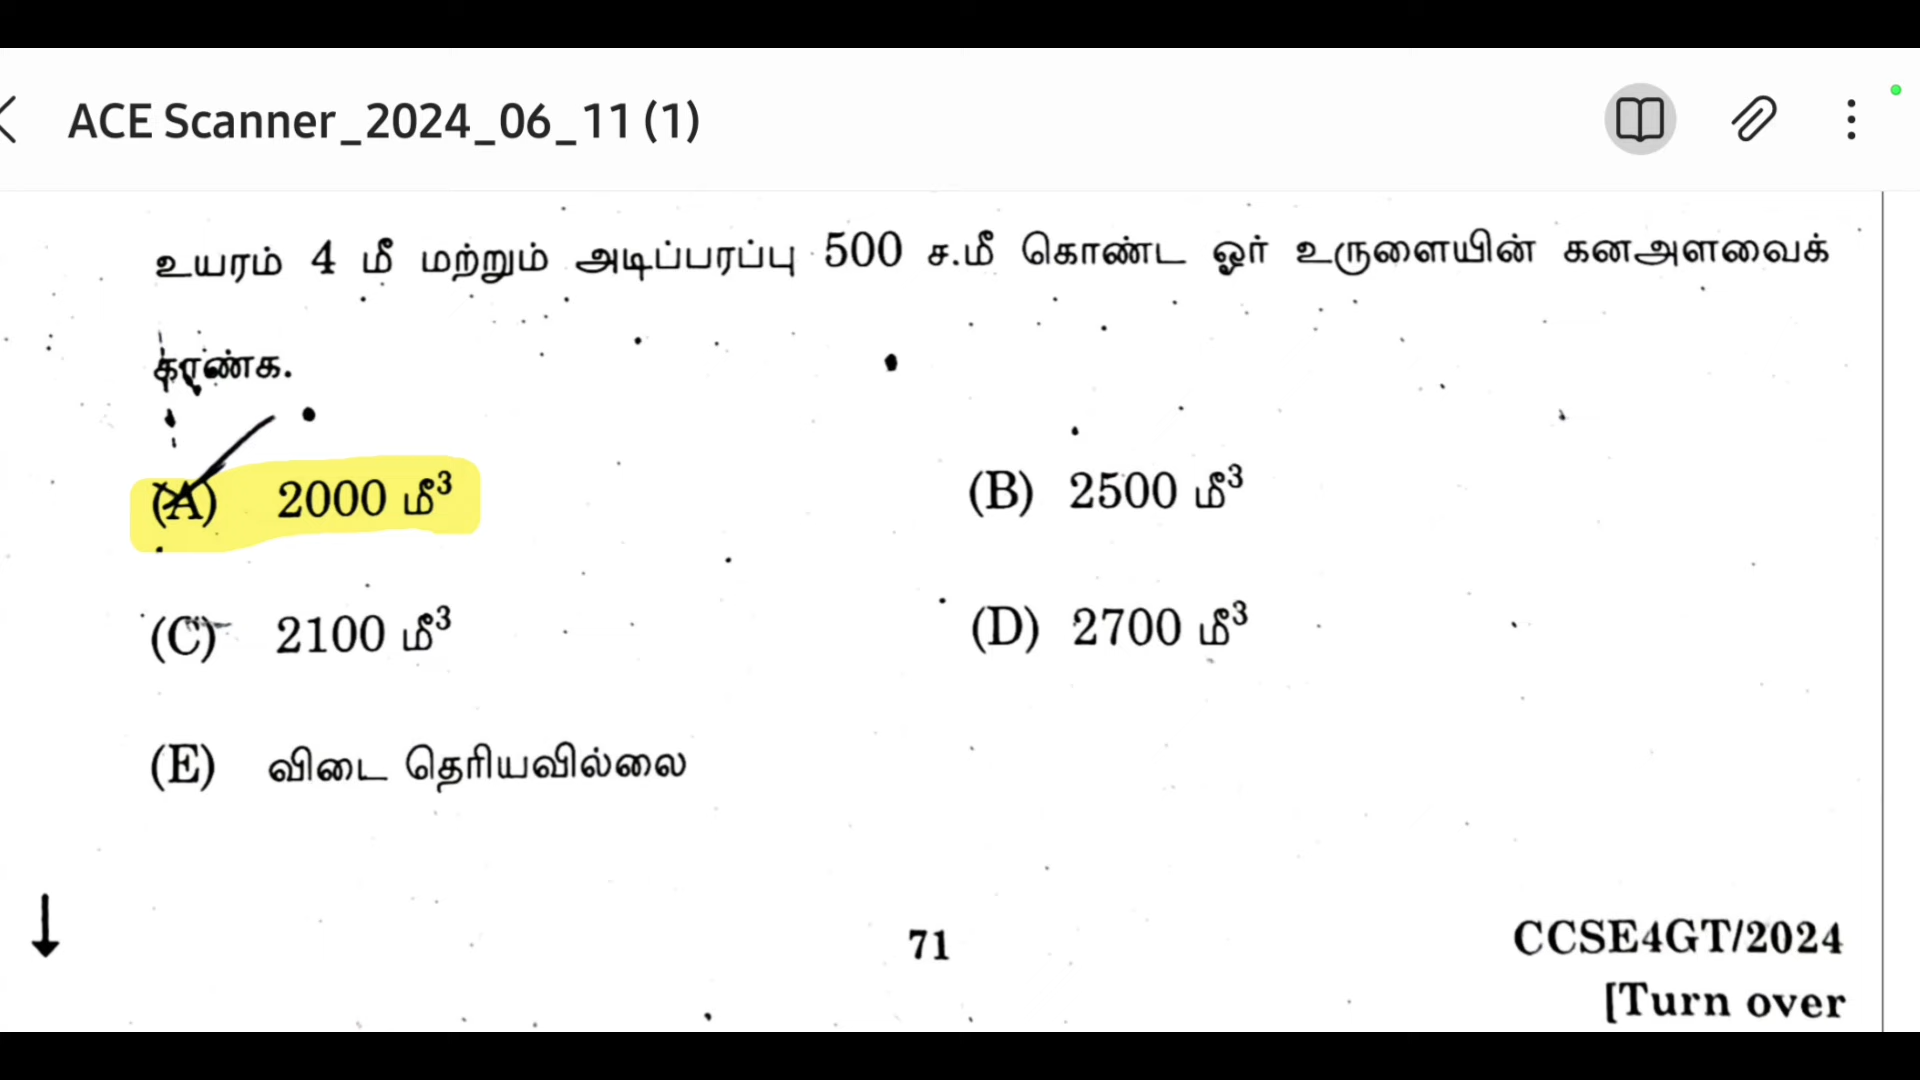 ACE Scanner_2024_06_11 (1)
உயரம் 4 மீ மற்றும் அடிப்பரப்பு 500 ச.மீ கொண்ட ஓர் உருளையின் கனஅளவைக்
காண்க.
(A) 2000 மீ³ (B) 2500 மீ³
(C) 2100 மீ³ (D) 2700 மீ³
(E) விடை தெரியவில்லை
71 CCSE4GT/2024
[Turn over